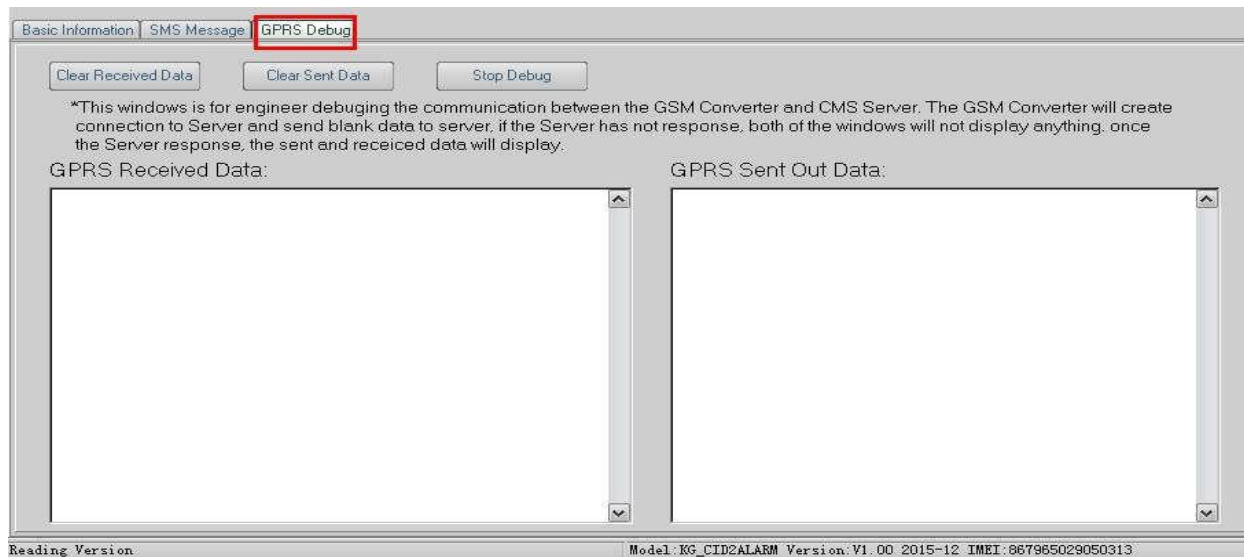 Basic Information SMS Message GPRS Debug
Clear Received Data Clear Sent Data Stop Debug
*This windows is for engineer debuging the communication between the GSM Converter and CMS Server. The GSM Converter will create
connection to Server and send blank data to server, if the Server has not response, both of the windows will not display anything. once
the Server response, the sent and receiced data will display.
GPRS Received Data: GPRS Sent Out Data:
Reading Version Model:KG_CID2ALARM Version:V1.00 2015-12 IMEI:867965029050313